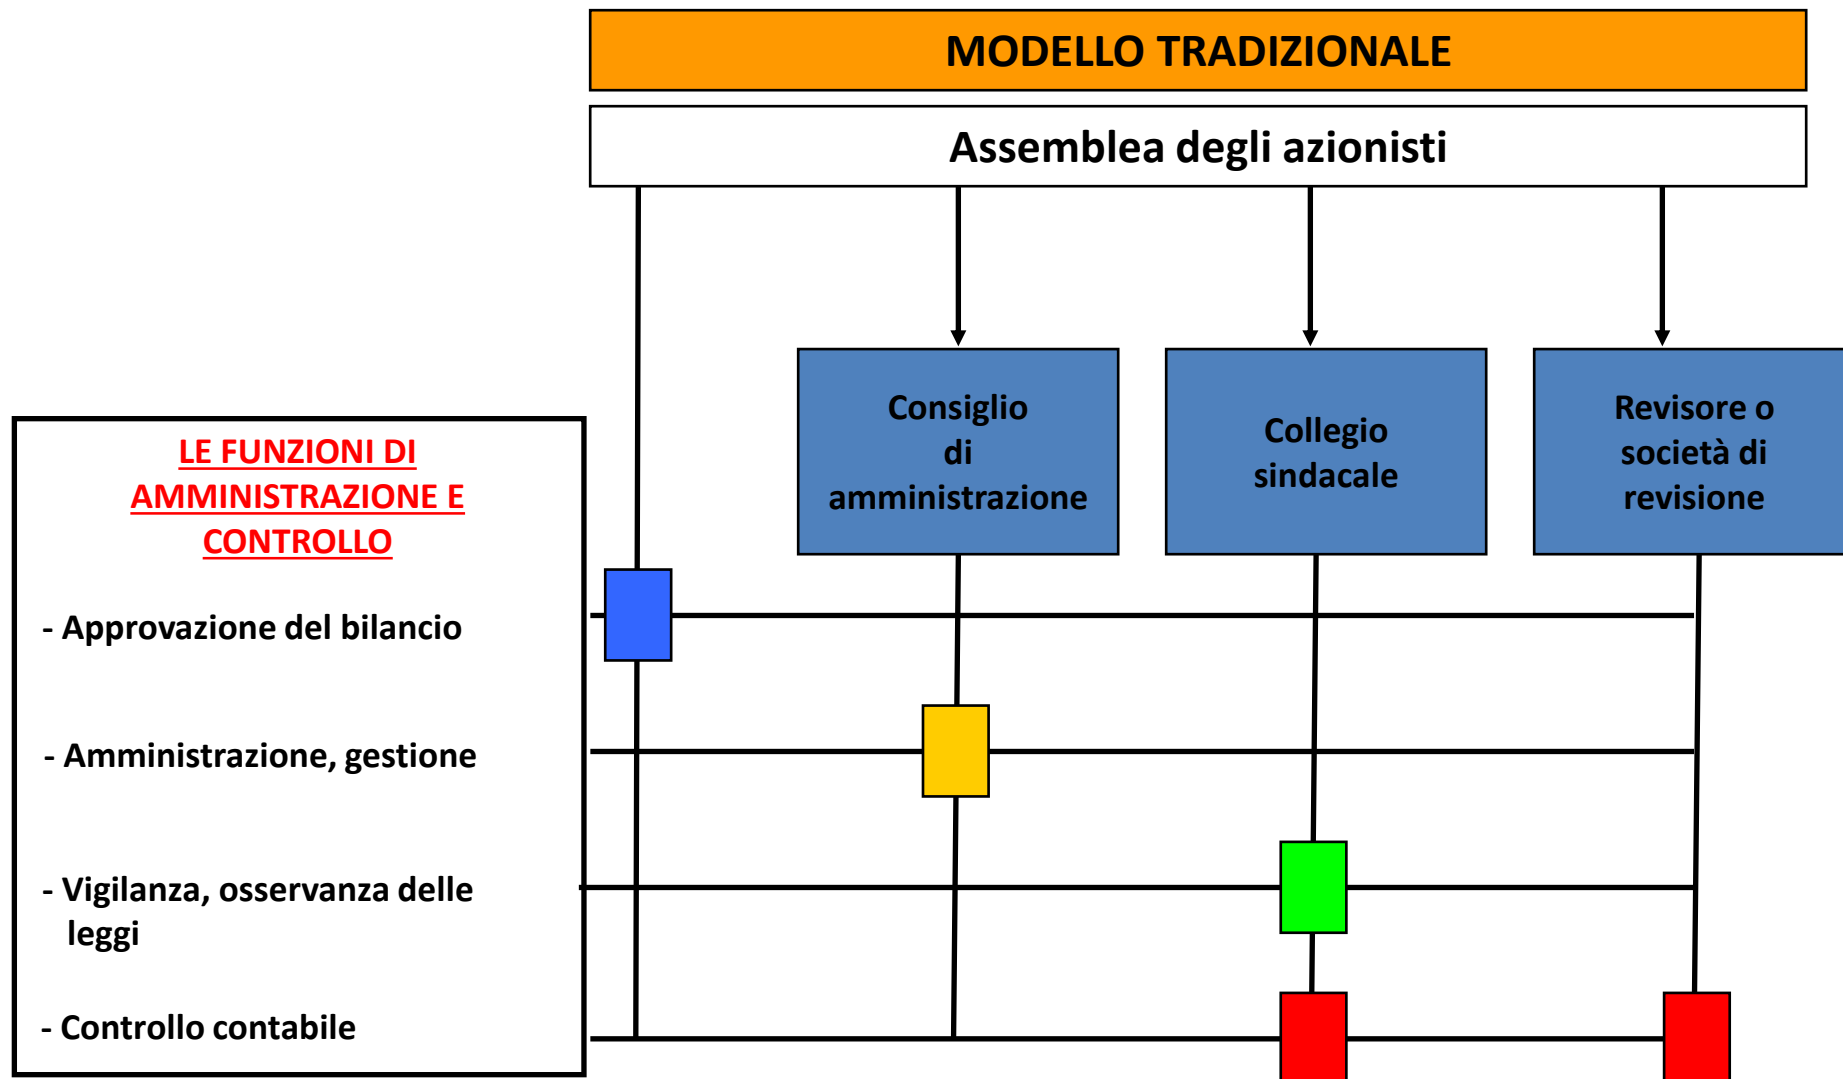 MODELLO TRADIZIONALE
Assemblea degli azionisti
Consiglio
di
amministrazione
Collegio
sindacale
Revisore o
società di
revisione
LE FUNZIONI DI
AMMINISTRAZIONE E
CONTROLLO
- Approvazione del bilancio
- Amministrazione, gestione
- Vigilanza, osservanza delle
leggi
- Controllo contabile